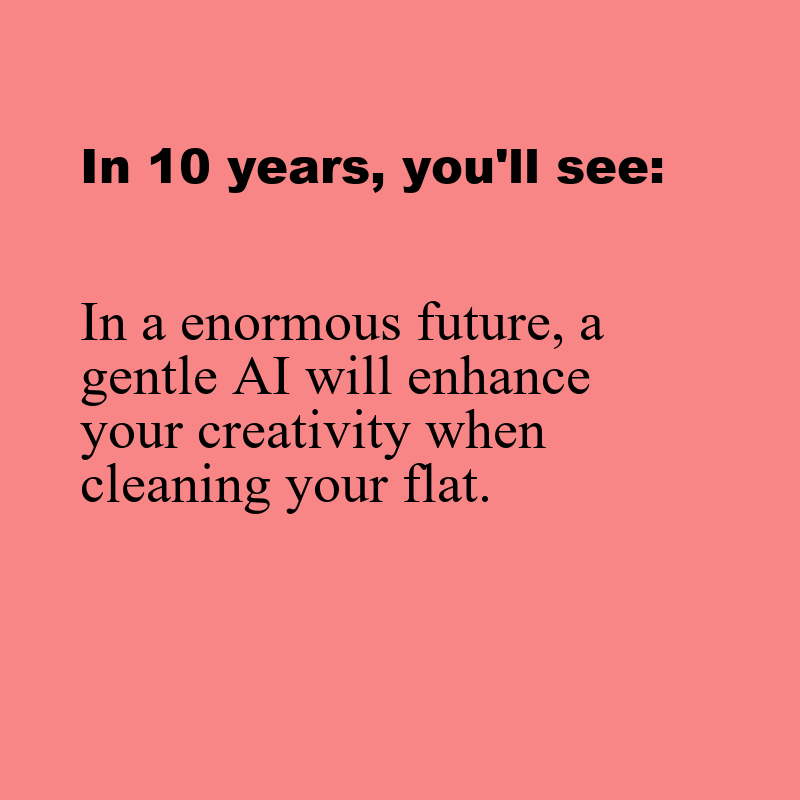 In 10 years, you'll see:
In a enormous future, a
gentle AI will enhance
your creativity when
cleaning your flat.